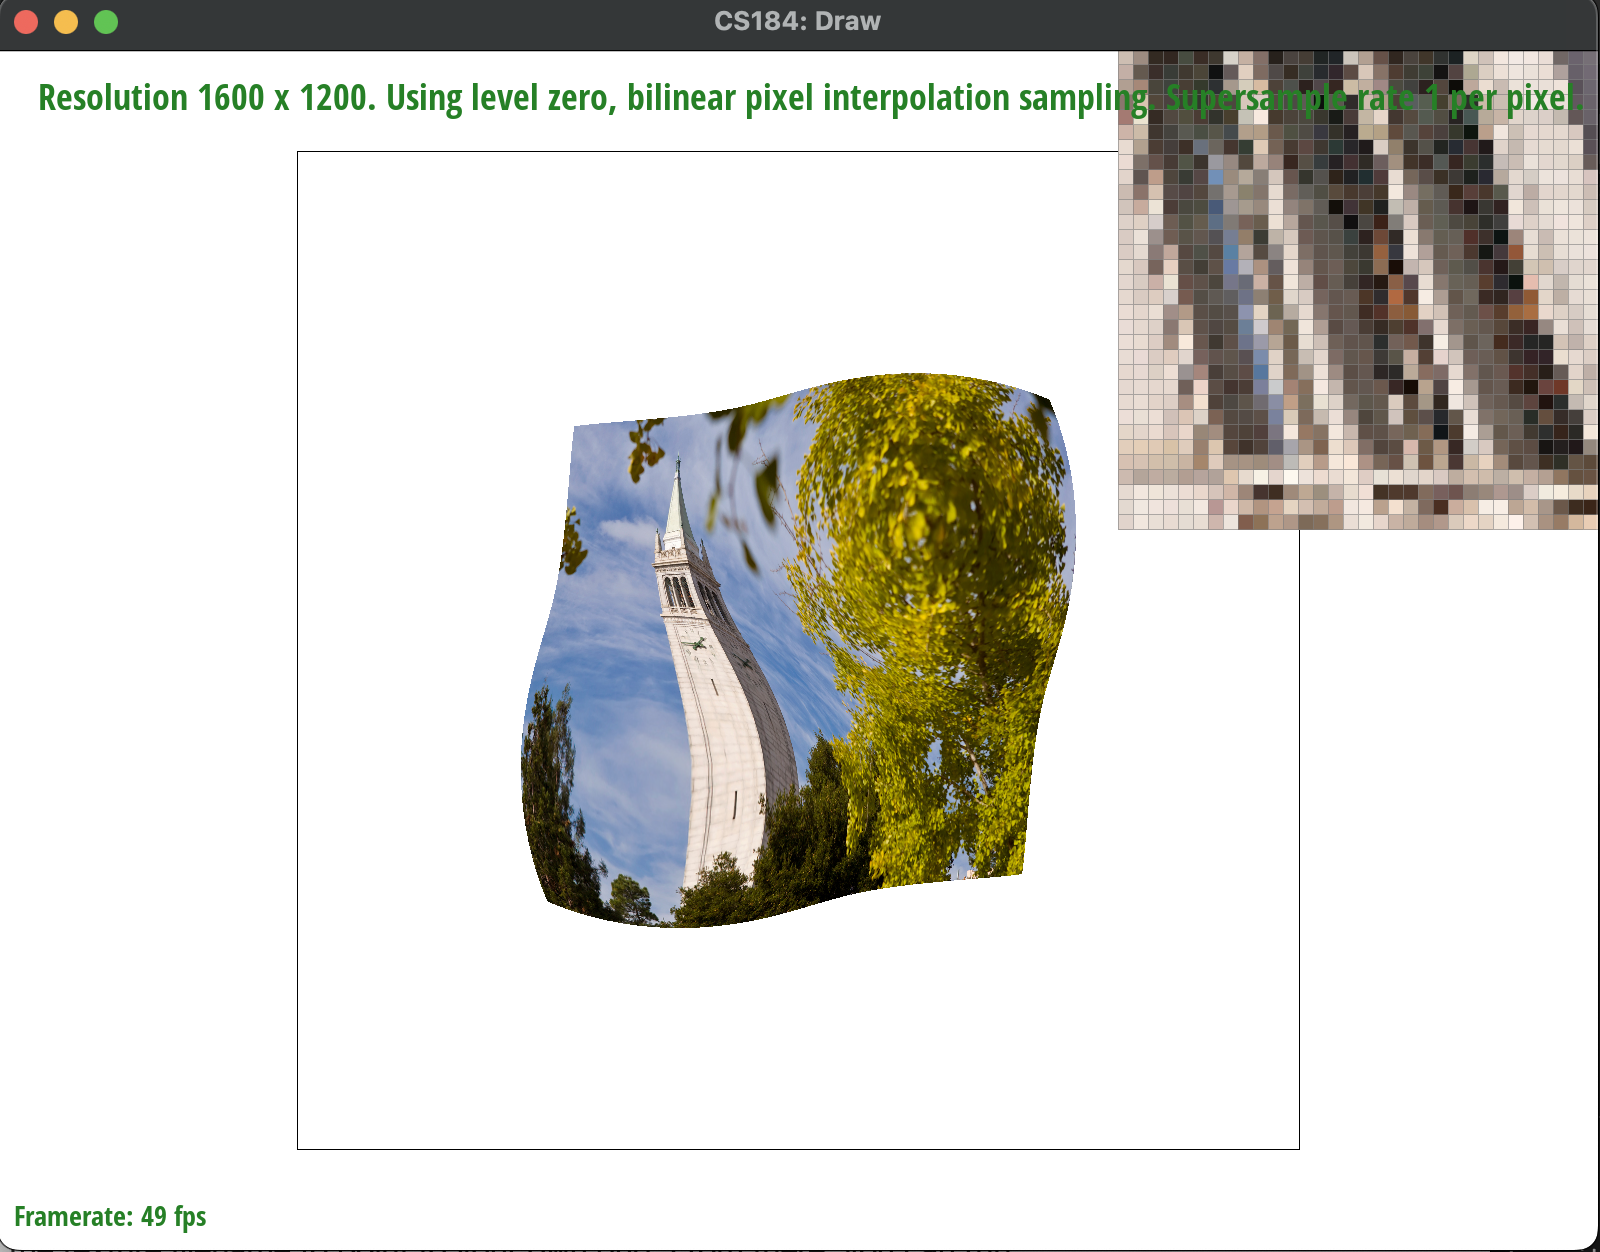 CS184: Draw
Resolution 1600 x 1200. Using level zero, bilinear pixel interpolation sampling. Supersample rate 1 per pixel.
Framerate: 49 fps